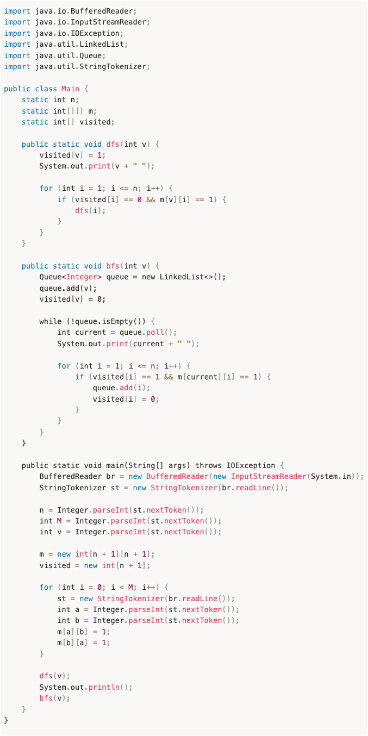 import java.io.BufferedReader;
import java.io.InputStreamReader;
import java.io.IOException;
import java.util.LinkedList;
import java.util.Queue;
import java.util.StringTokenizer;

public class Main {
    static int n;
    static int[][] m;
    static int[] visited;

    public static void dfs(int v) {
        visited[v] = 1;
        System.out.print(v + " ");

        for (int i = 1; i <= n; i++) {
            if (visited[i] == 0 && m[v][i] == 1) {
                dfs(i);
            }
        }
    }

    public static void bfs(int v) {
        Queue<Integer> queue = new LinkedList<>();
        queue.add(v);
        visited[v] = 0;

        while (!queue.isEmpty()) {
            int current = queue.poll();
            System.out.print(current + " ");

            for (int i = 1; i <= n; i++) {
                if (visited[i] == 1 && m[current][i] == 1) {
                    queue.add(i);
                    visited[i] = 0;
                }
            }
        }
    }

    public static void main(String[] args) throws IOException {
        BufferedReader br = new BufferedReader(new InputStreamReader(System.in));
        StringTokenizer st = new StringTokenizer(br.readLine());

        n = Integer.parseInt(st.nextToken());
        int M = Integer.parseInt(st.nextToken());
        int v = Integer.parseInt(st.nextToken());

        m = new int[n + 1][n + 1];
        visited = new int[n + 1];

        for (int i = 0; i < M; i++) {
            st = new StringTokenizer(br.readLine());
            int a = Integer.parseInt(st.nextToken());
            int b = Integer.parseInt(st.nextToken());
            m[a][b] = 1;
            m[b][a] = 1;
        }

        dfs(v);
        System.out.println();
        bfs(v);
    }
}